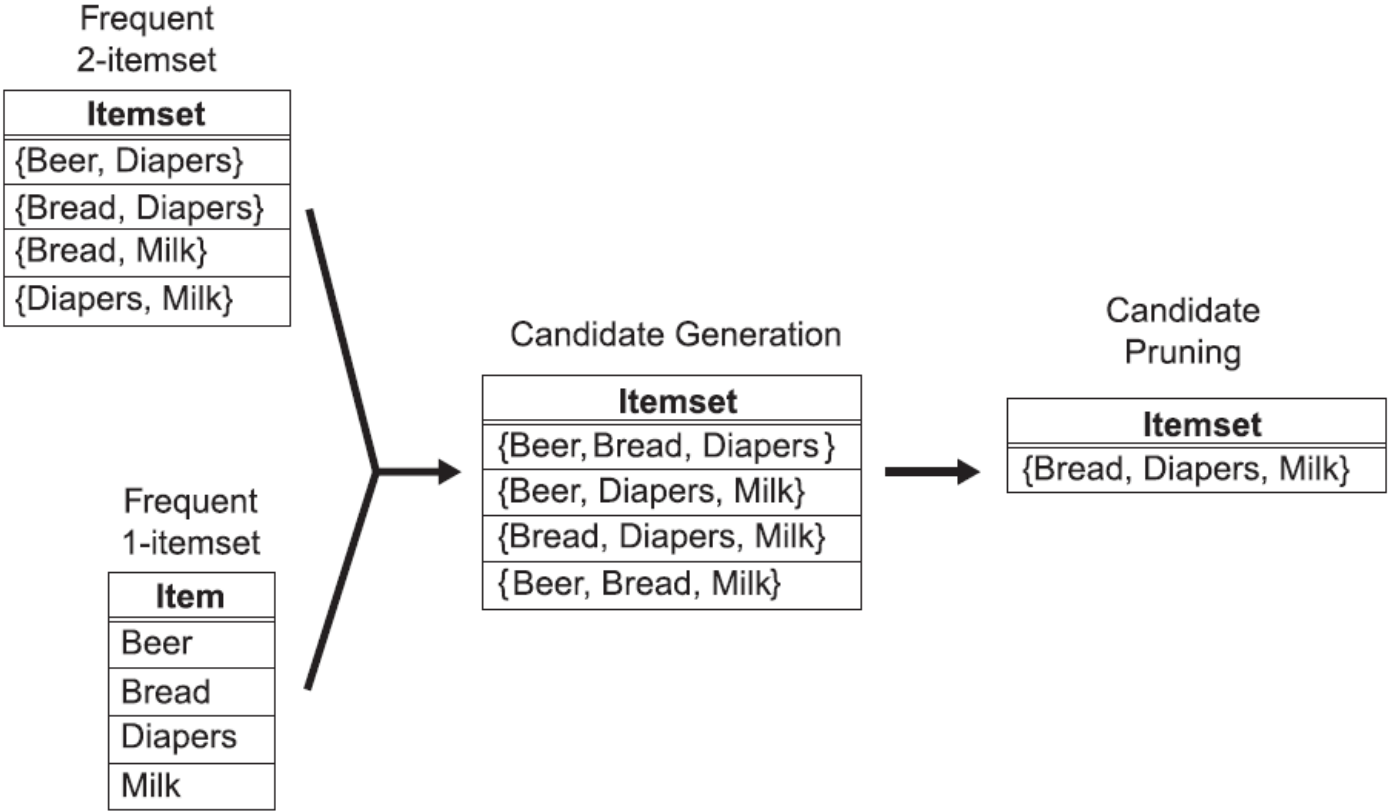 Frequent
2-itemset
Itemset
{Beer, Diapers}
{Bread, Diapers}
{Bread, Milk}
{Diapers, Milk}
Frequent
1-itemset
Item
Beer
Bread
Diapers
Milk
Candidate Generation
Itemset
{Beer, Bread, Diapers}
{Beer, Diapers, Milk}
{Bread, Diapers, Milk}
{Beer, Bread, Milk}
Candidate
Pruning
Itemset
{Bread, Diapers, Milk}